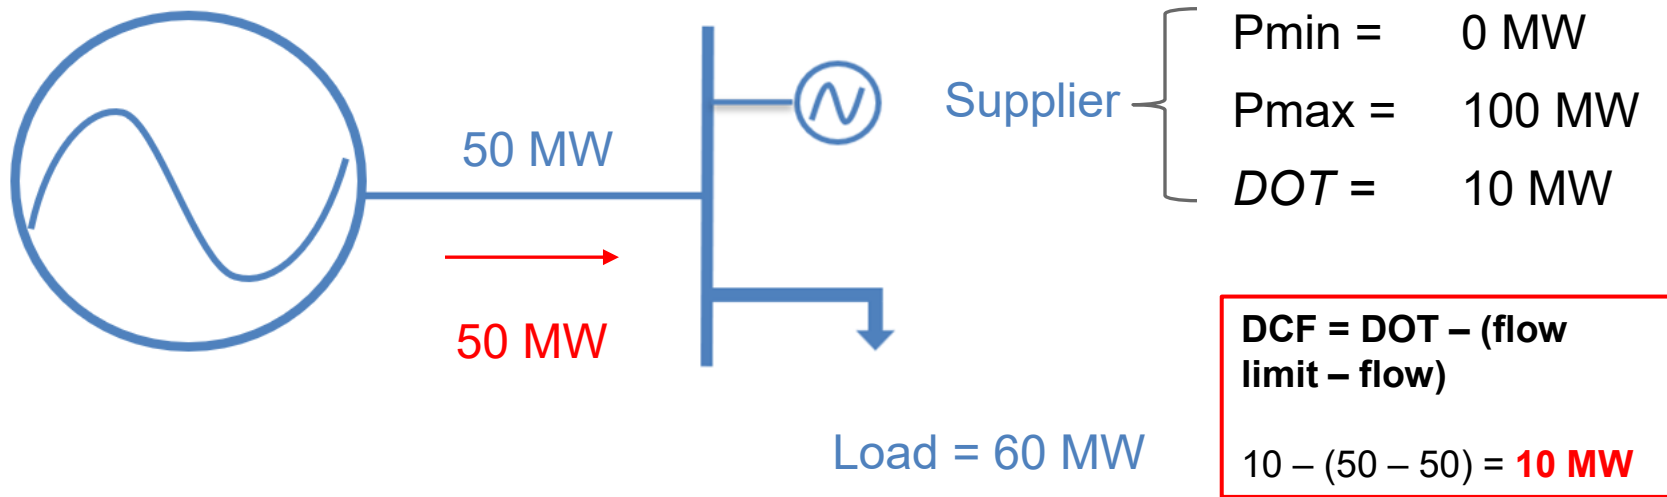 50 MW
50 MW
Supplier
Pmin = 0 MW
Pmax = 100 MW
DOT = 10 MW
Load = 60 MW
DCF = DOT – (flow
limit – flow)
10 – (50 – 50) = 10 MW